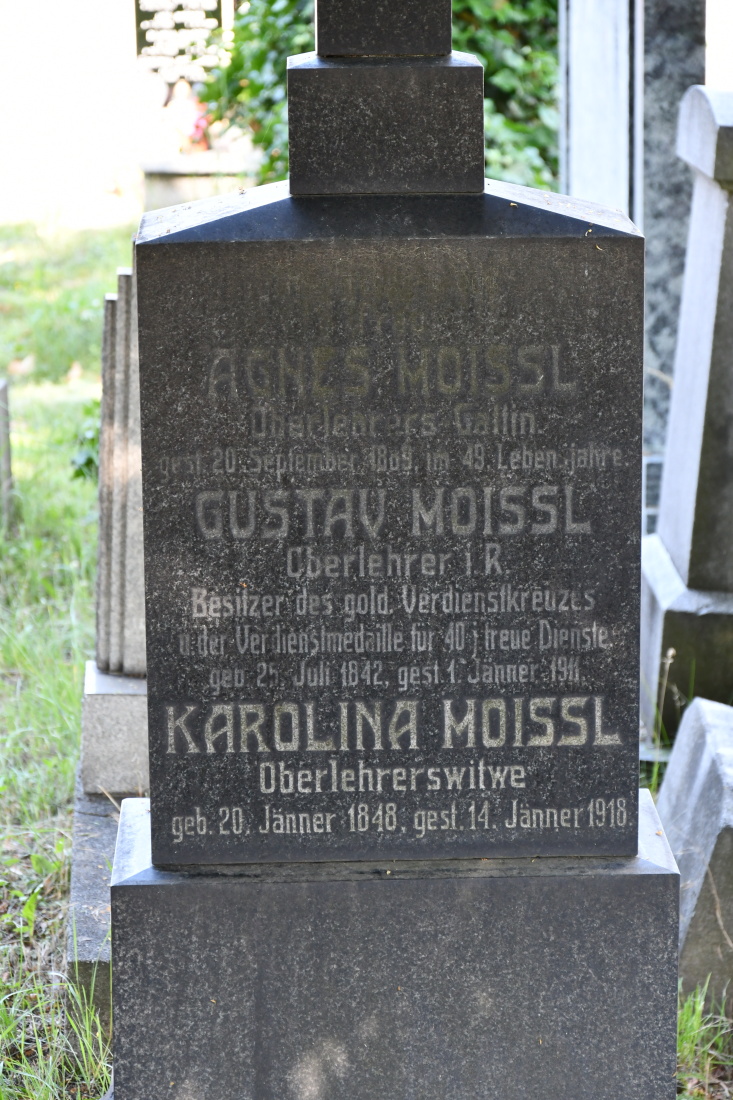 AGNES MOISSL
Oberlehrers-Gattin.
gest. 20. September 1889, im 49. Lebensjahre.
GUSTAV MOISSL
Oberlehrer i. R.
Besitzer des gold. Verdienstkreuzes
u. der Verdienstmedaille für 40 j. treue Dienste
geb. 25. Juli 1842, gest. 1. Jänner 1911.
KAROLINA MOISSL
Oberlehrerswitwe
geb. 20. Jänner 1848, gest. 14. Jänner 1918.